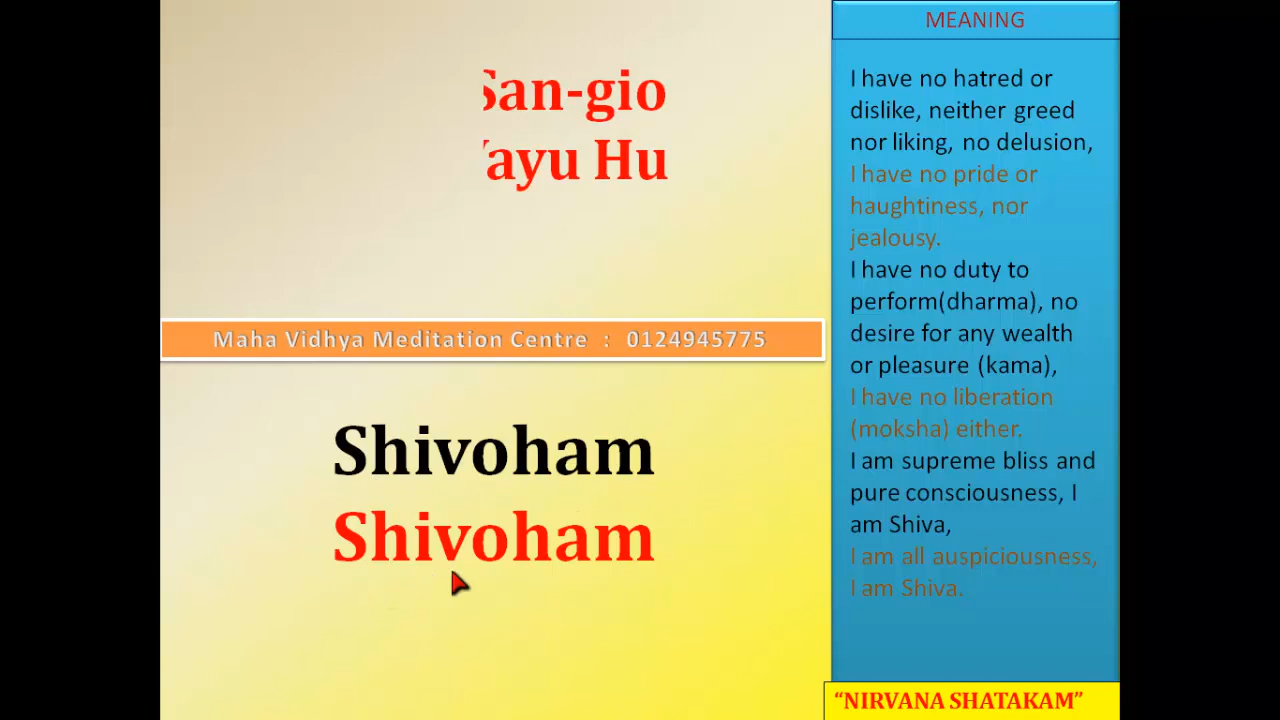 San-gio
Yayu Hu
Maha Vidhya Meditation Centre : 0124945775
Shivoham
Shivoham
MEANING
I have no hatred or
dislike, neither greed
nor liking, no delusion,
I have no pride or
haughtiness, nor
jealousy.
I have no duty to
perform(dharma), no
desire for any wealth
or pleasure (kama),
I have no liberation
(moksha) either.
I am supreme bliss and
pure consciousness, I
am Shiva,
I am all auspiciousness,
I am Shiva.
“NIRVANA SHATAKAM”